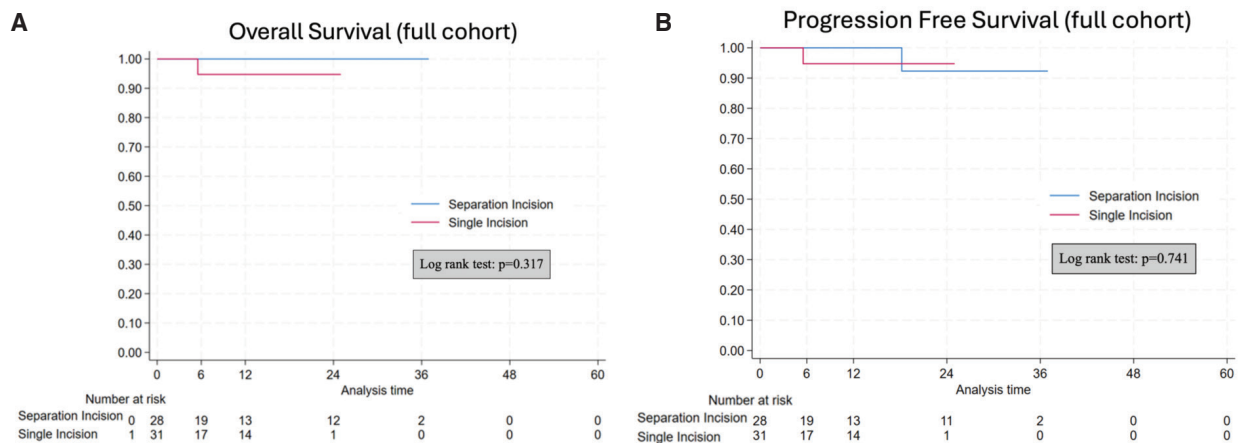 A
Overall Survival (full cohort)
1.00
0.90
0.80
0.70
0.60
0.50
0.40
0.30
0.20
0.10
0.00
Separation Incision
Single Incision
Log rank test: p=0.317
0 6 12 24 36 48 60
Analysis time
Number at risk
Separation Incision 0 28 19 13 12 2 0 0
Single Incision 1 31 17 14 1 0 0 0
B
Progression Free Survival (full cohort)
1.00
0.90
0.80
0.70
0.60
0.50
0.40
0.30
0.20
0.10
0.00
Separation Incision
Single Incision
Log rank test: p=0.741
0 6 12 24 36 48 60
Analysis time
Number at risk
Separation Incision 28 19 13 11 2 0 0
Single Incision 31 17 14 1 0 0 0